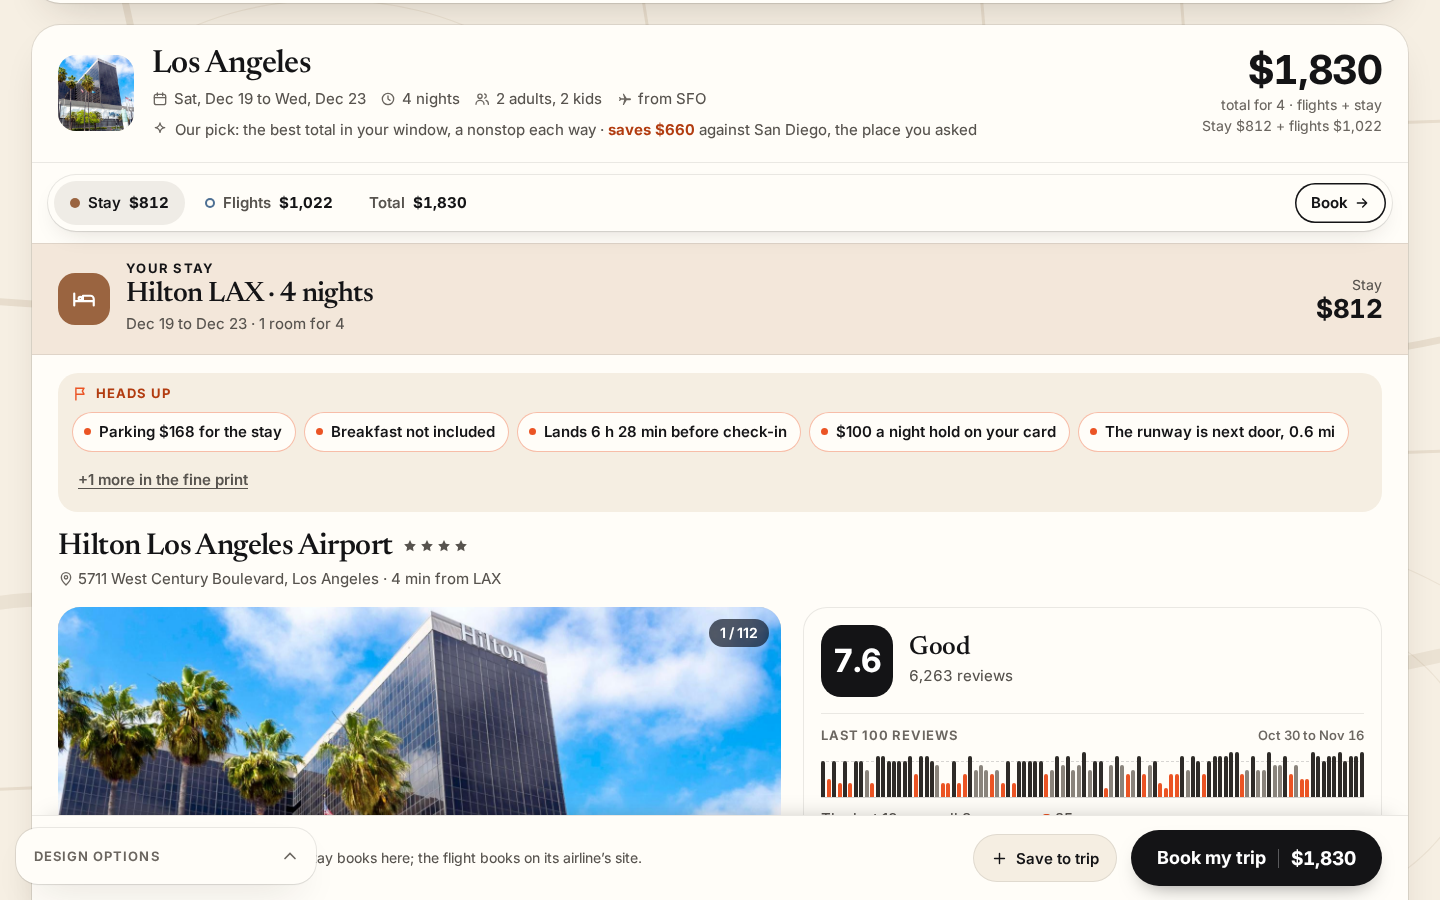 Los Angeles
Sat, Dec 19 to Wed, Dec 23 4 nights 2 adults, 2 kids from SFO
Our pick: the best total in your window, a nonstop each way · saves $660 against San Diego, the place you asked
$1,830
total for 4 · flights + stay
Stay $812 + flights $1,022
Stay $812 Flights $1,022 Total $1,830
Book →
YOUR STAY
Hilton LAX · 4 nights
Dec 19 to Dec 23 · 1 room for 4
Stay
$812
HEADS UP
Parking $168 for the stay
Breakfast not included
Lands 6 h 28 min before check-in
$100 a night hold on your card
The runway is next door, 0.6 mi
+1 more in the fine print
Hilton Los Angeles Airport
5711 West Century Boulevard, Los Angeles · 4 min from LAX
Hilton
1 / 112
7.6
Good
6,263 reviews
LAST 100 REVIEWS
Oct 30 to Nov 16
DESIGN OPTIONS
books here; the flight books on its airline's site.
+ Save to trip
Book my trip $1,830